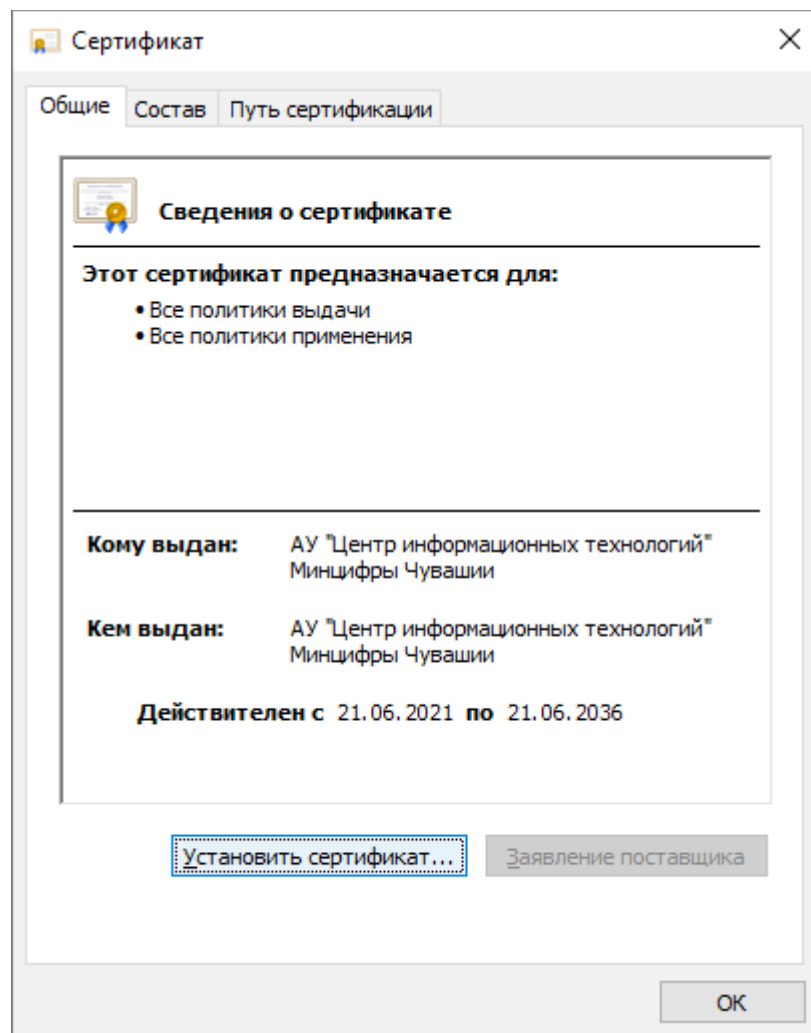 Сертификат
Общие Состав Путь сертификации
Сведения о сертификате
Этот сертификат предназначается для:
• Все политики выдачи
• Все политики применения
Кому выдан: АУ "Центр информационных технологий"
Минцифры Чувашии
Кем выдан: АУ "Центр информационных технологий"
Минцифры Чувашии
Действителен с 21.06.2021 по 21.06.2036
Установить сертификат... Заявление поставщика
ОК